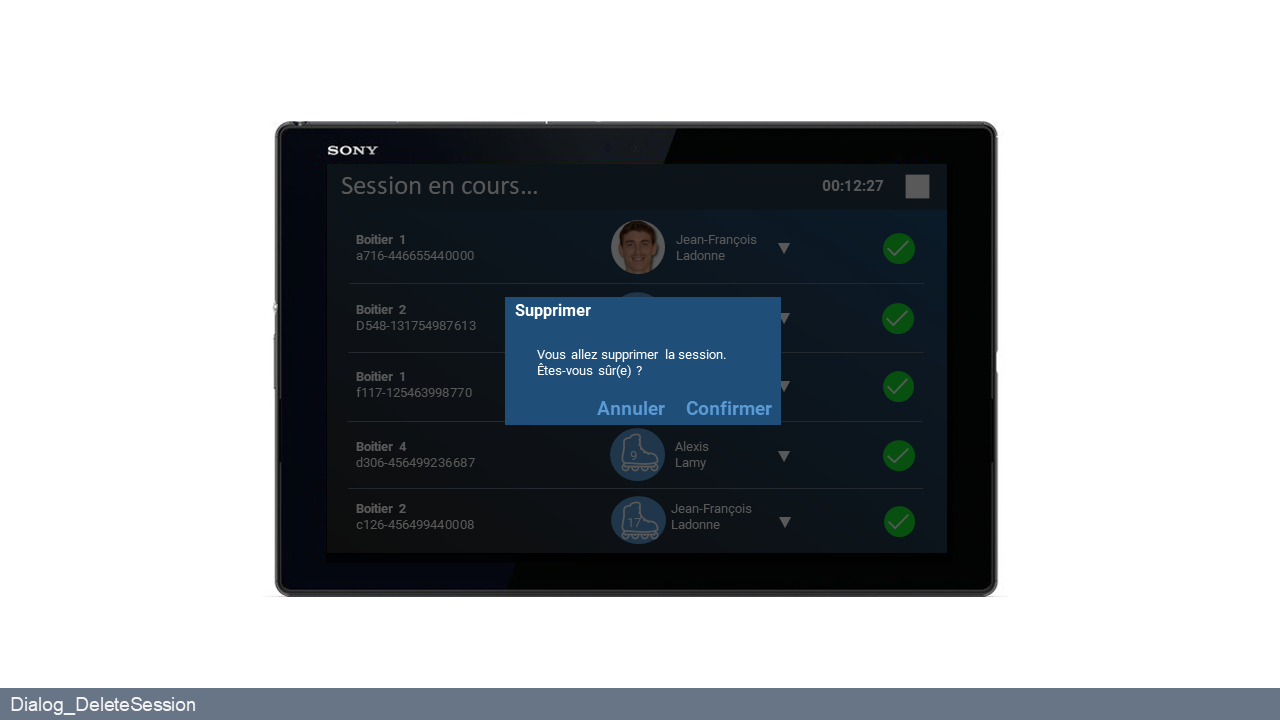 SONY
Session en cours...
00:12:27
Boitier 1
a716-446655440000
Jean-François
Ladonne
Boitier 2
D548-131754987613
Supprimer
Vous allez supprimer la session.
Êtes-vous sûr(e) ?
Annuler Confirmer
Boitier 1
f117-125463998770
Boitier 4
d306-456499236687
9
Alexis
Lamy
Boitier 2
c126-456499440008
17
Jean-François
Ladonne
Dialog_DeleteSession